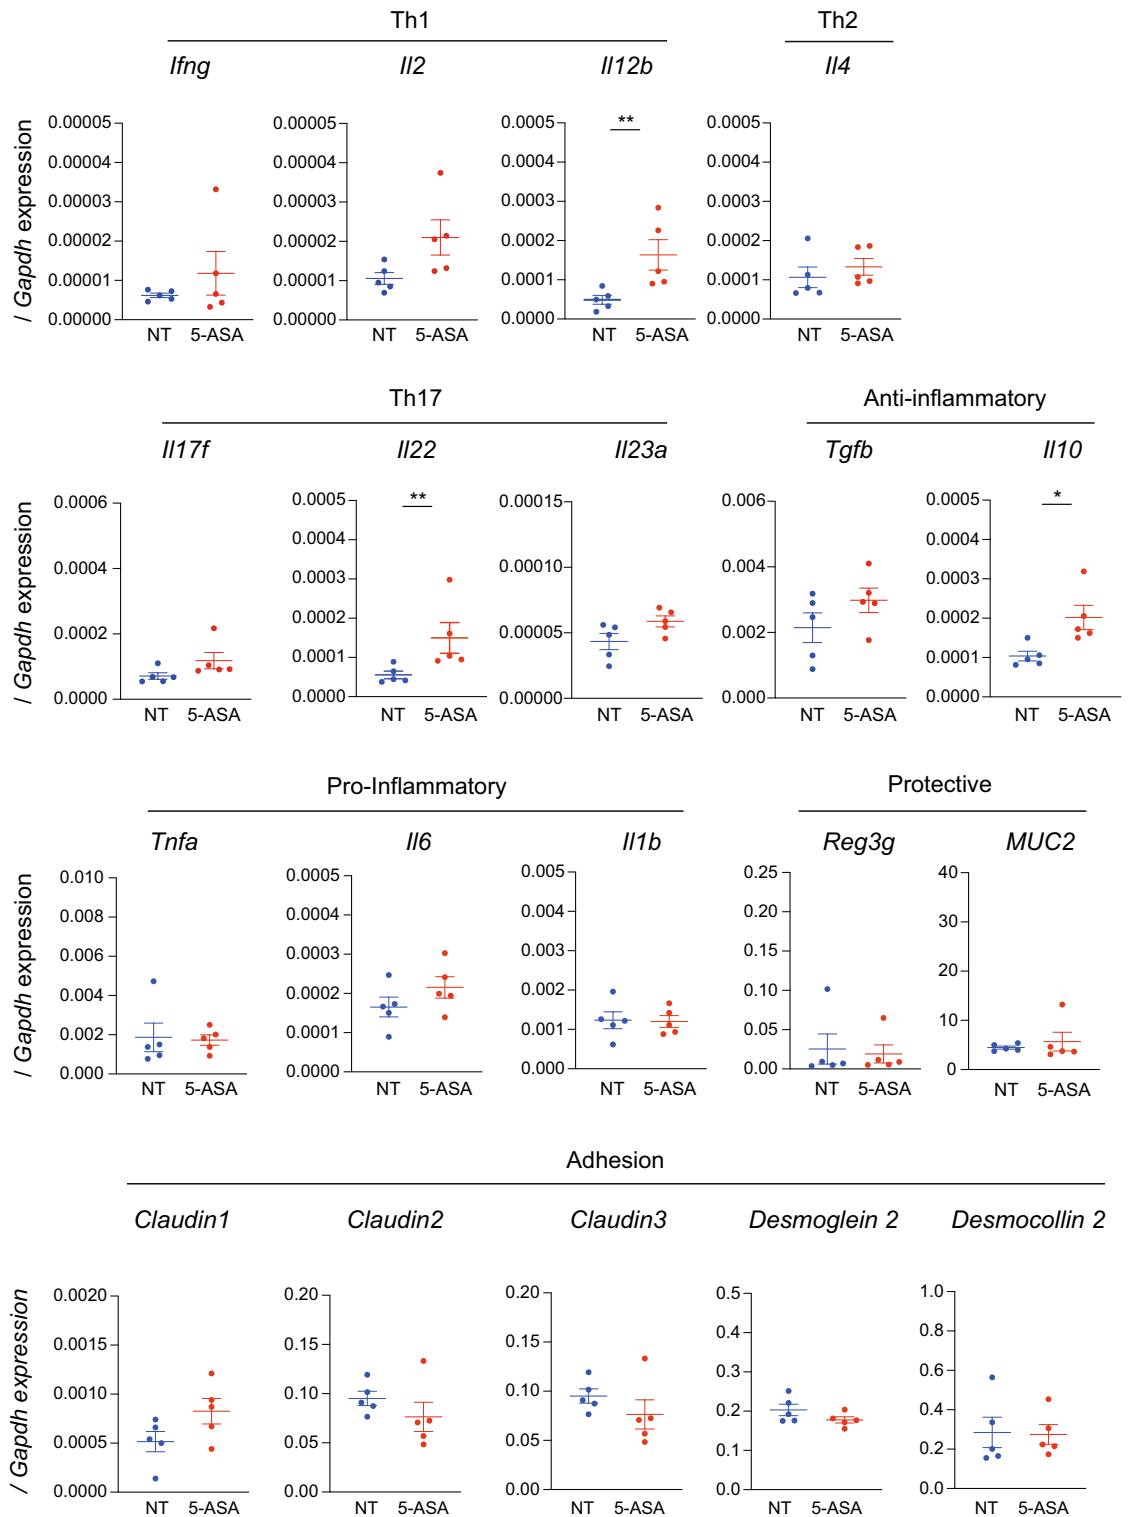 Th1 Th2
Ifng Il2 Il12b Il4
/ Gapdh expression
0.00005 0.00005 0.0005 ** 0.0005
0.00004 0.00004 0.0004 0.0004
0.00003 0.00003 0.0003 0.0003
0.00002 0.00002 0.0002 0.0002
0.00001 0.00001 0.0001 0.0001
0.00000 0.00000 0.0000 0.0000
NT 5-ASA NT 5-ASA NT 5-ASA NT 5-ASA
Th17 Anti-inflammatory
Il17f Il22 Il23a Tgfb Il10
/ Gapdh expression
0.0006 0.0005 ** 0.00015 0.006 0.0005 *
0.0004 0.0004 0.00010 0.004 0.0004
0.0003 0.0003
0.0002 0.0002 0.00005 0.002 0.0002
0.0001 0.0001
0.0000 0.0000 0.00000 0.000 0.0000
NT 5-ASA NT 5-ASA NT 5-ASA NT 5-ASA NT 5-ASA
Pro-Inflammatory Protective
Tnfa Il6 Il1b Reg3g MUC2
/ Gapdh expression
0.010 0.0005 0.005 0.25 40
0.008 0.0004 0.004 0.20 30
0.006 0.0003 0.003 0.15
0.004 0.0002 0.002 0.10 20
0.002 0.0001 0.001 0.05 10
0.000 0.0000 0.000 0.00 0
NT 5-ASA NT 5-ASA NT 5-ASA NT 5-ASA NT 5-ASA
Adhesion
Claudin1 Claudin2 Claudin3 Desmoglein 2 Desmocollin 2
/ Gapdh expression
0.0020 0.20 0.20 0.5 1.0
0.0015 0.15 0.15 0.4 0.8
0.3 0.6
0.0010 0.10 0.10 0.2 0.4
0.0005 0.05 0.05 0.1 0.2
0.0000 0.00 0.00 0.0 0.0
NT 5-ASA NT 5-ASA NT 5-ASA NT 5-ASA NT 5-ASA